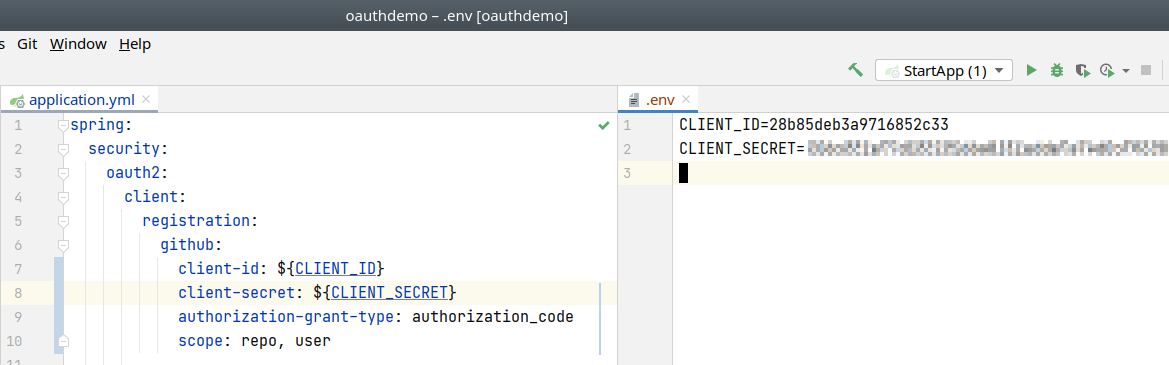 oauthdemo – .env [oauthdemo]
s Git Window Help
StartApp (1)
application.yml
1 spring:
2 security:
3 oauth2:
4 client:
5 registration:
6 github:
7 client-id: ${CLIENT_ID}
8 client-secret: ${CLIENT_SECRET}
9 authorization-grant-type: authorization_code
10 scope: repo, user
11
.env
1 CLIENT_ID=28b85deb3a9716852c33
2 CLIENT_SECRET=
3